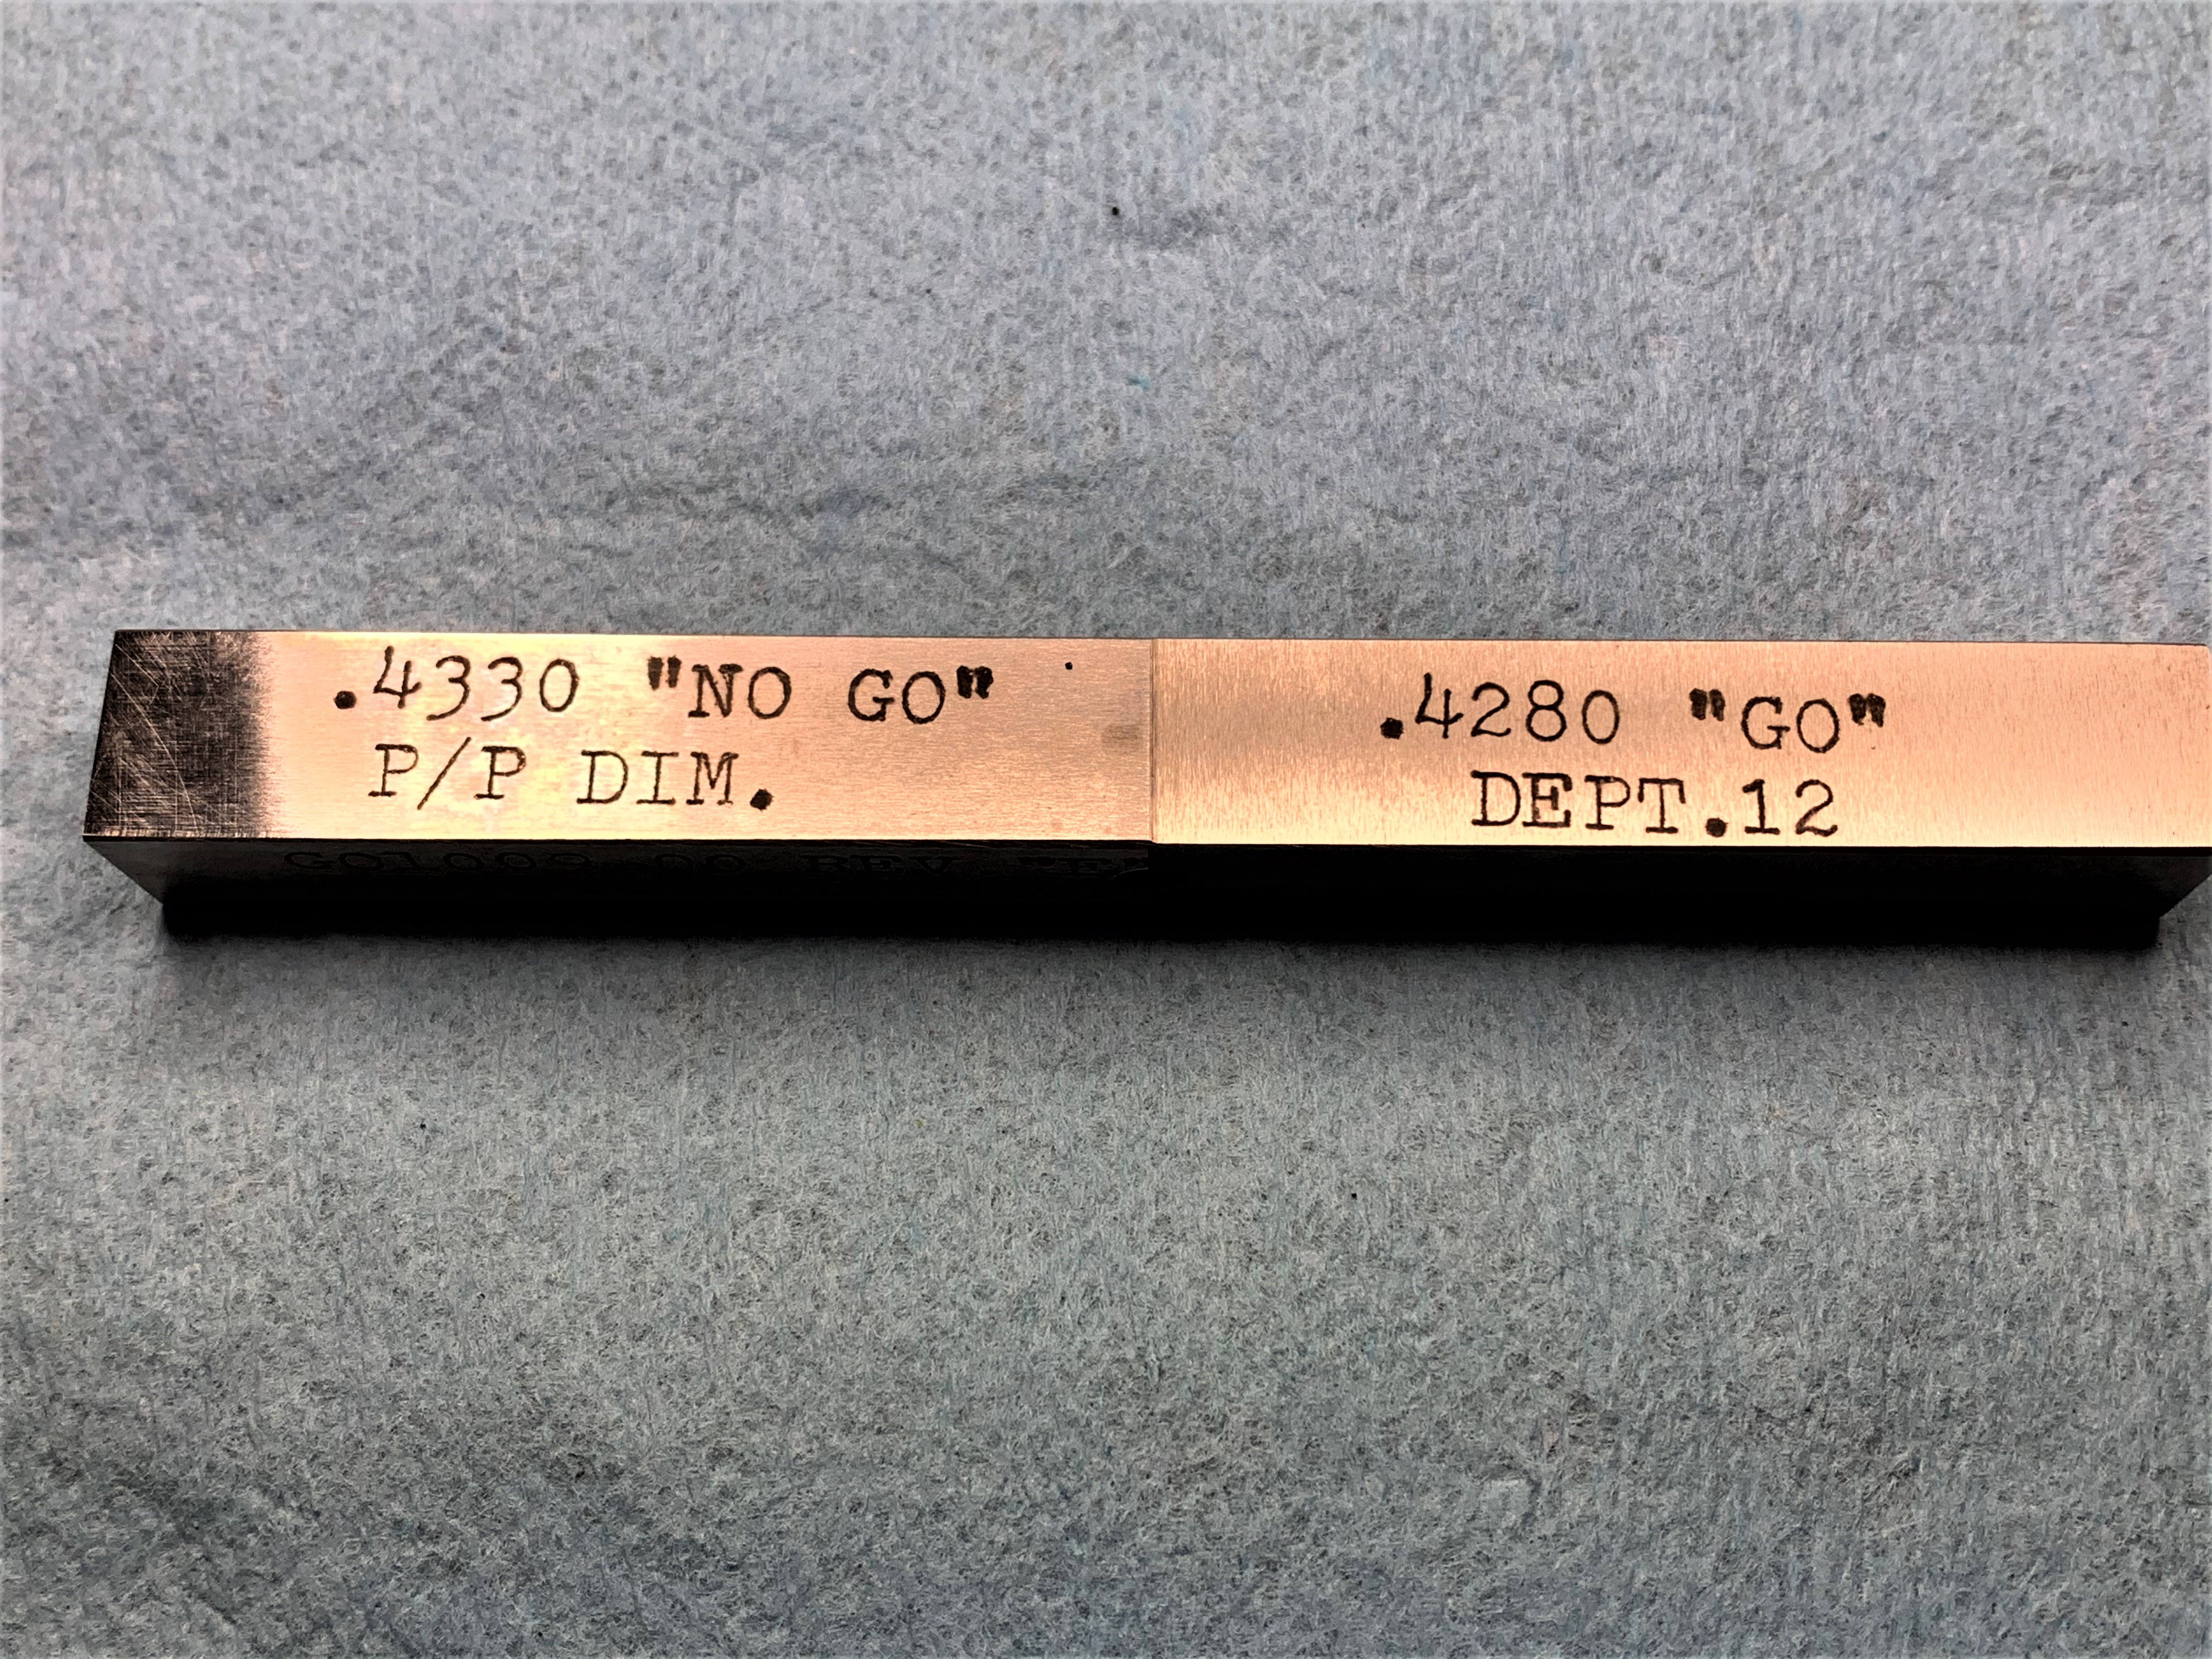 .4330 "NO GO"
P/P DIM.
.4280 "GO"
DEPT.12